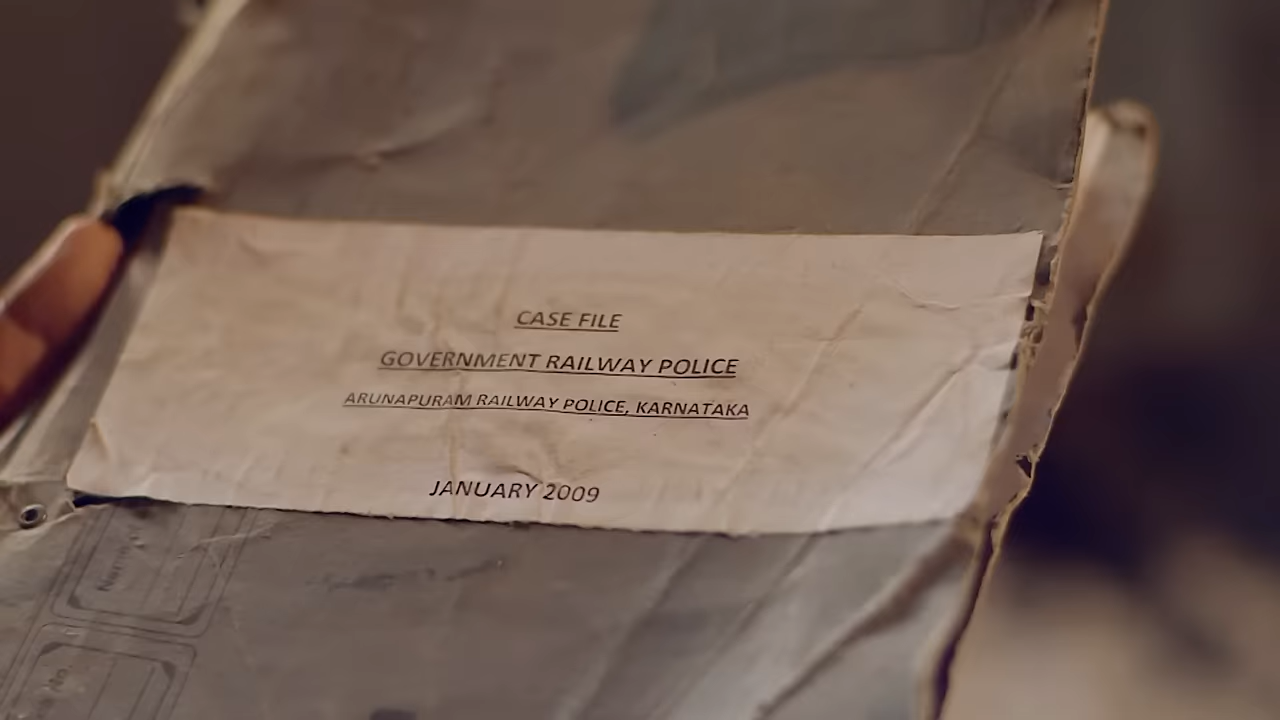 CASE FILE
GOVERNMENT RAILWAY POLICE
ARUNAPURAM RAILWAY POLICE, KARNATAKA
JANUARY 2009